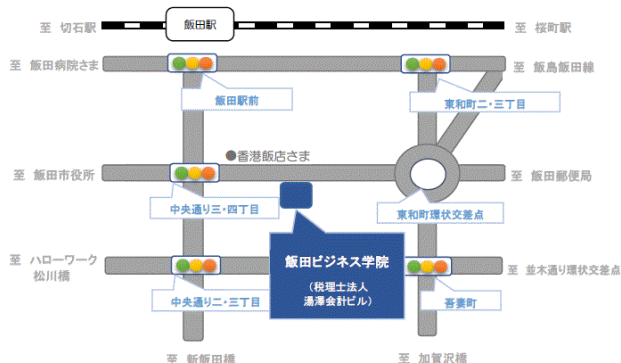 至 切石駅
飯田駅
至 桜町駅
至 飯田病院さま
至 飯島飯田線
飯田駅前
東和町二・三丁目
●香港飯店さま
至 飯田市役所
至 飯田郵便局
中央通り三・四丁目
東和町環状交差点
飯田ビジネス学院
(税理士法人
湯澤会計ビル)
至 ハローワーク
松川橋
至 並木通り環状交差点
中央通り二・三丁目
吾妻町
至 新飯田橋
至 加賀沢橋